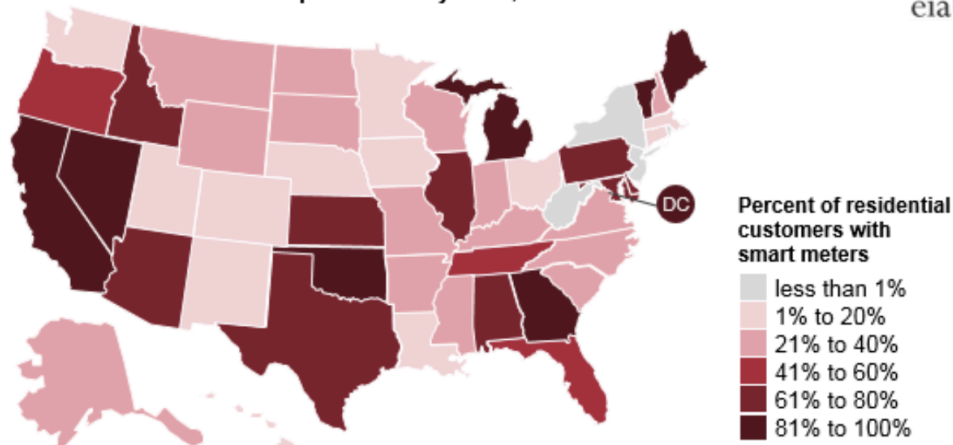 eia
DC
Percent of residential
customers with
smart meters
less than 1%
1% to 20%
21% to 40%
41% to 60%
61% to 80%
81% to 100%